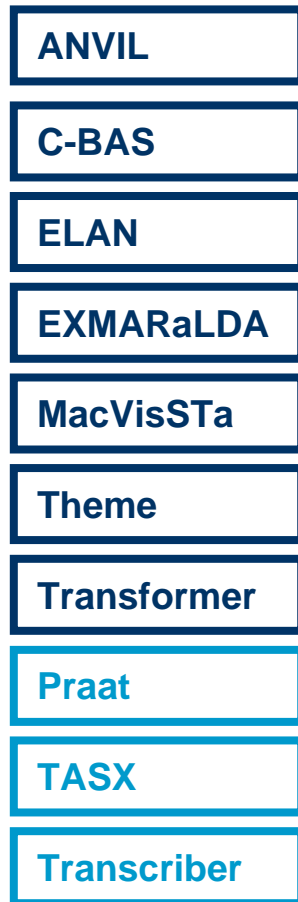 ANVIL
C-BAS
ELAN
EXMARaLDA
MacVisSTa
Theme
Transformer
Praat
TASX
Transcriber